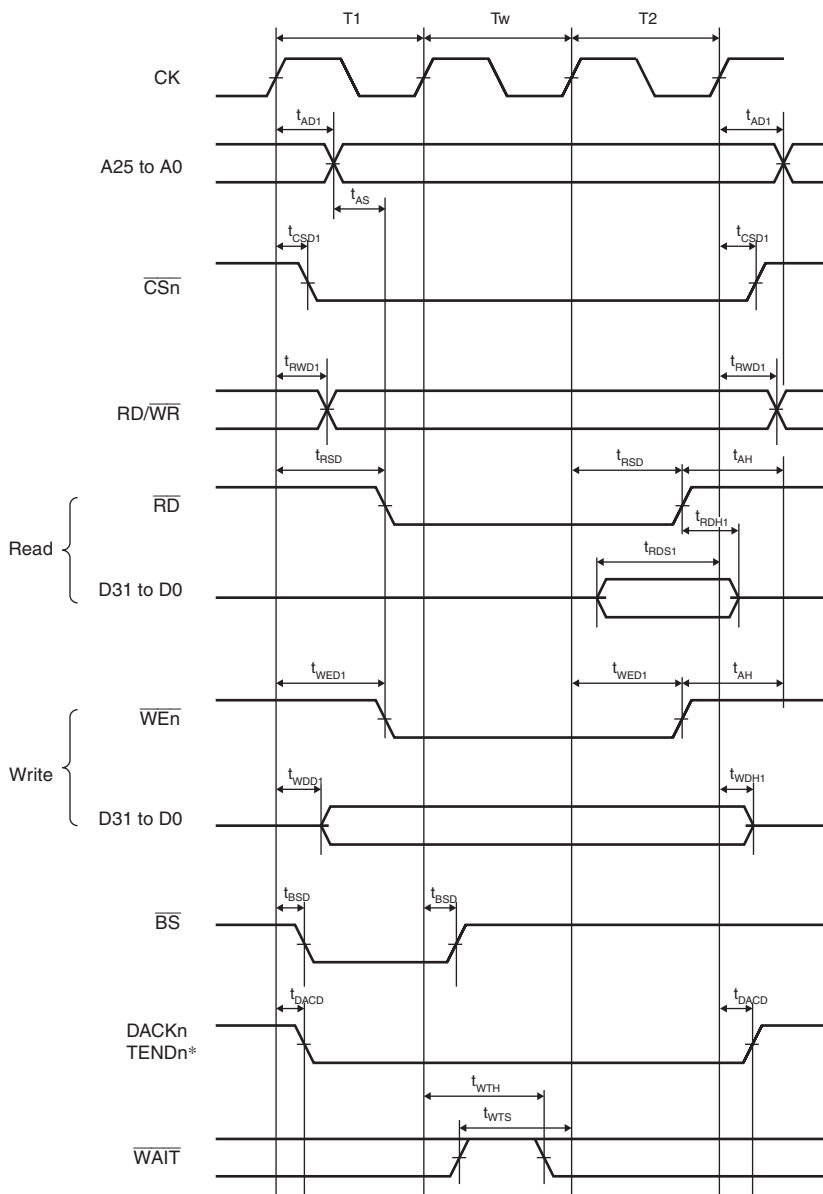 T1 Tw T2
CK
tAD1 tAD1
A25 to A0
tAS
tCSD1 tCSD1
CSn
tRWD1 tRWD1
RD/WR
tRSD tRSD tAH
RD
tRDH1
Read
tRDS1
D31 to D0
tWED1 tWED1 tAH
WEn
Write
tWDD1 tWDH1
D31 to D0
tBSD tBSD
BS
tDACD tDACD
DACKn
TENDn*
tWTH
tWTS
WAIT